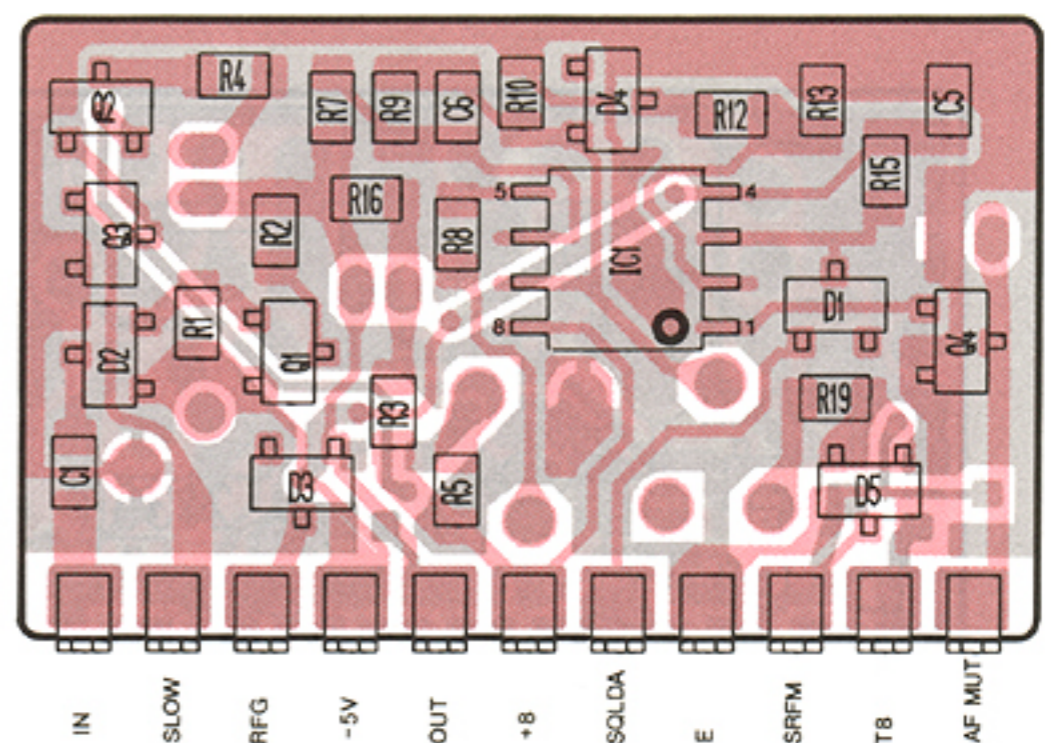 R4
Q2
R7
R9
C6
R10
D4
R12
R13
C5
R15
5
4
R16
Q3
R2
R8
IC1
8
1
D1
R1
D2
Q1
Q4
R3
R19
C1
D3
R5
D5
IN
SLOW
RFG
-5V
OUT
+8
SQLDA
E
SRFM
T8
AF MUT